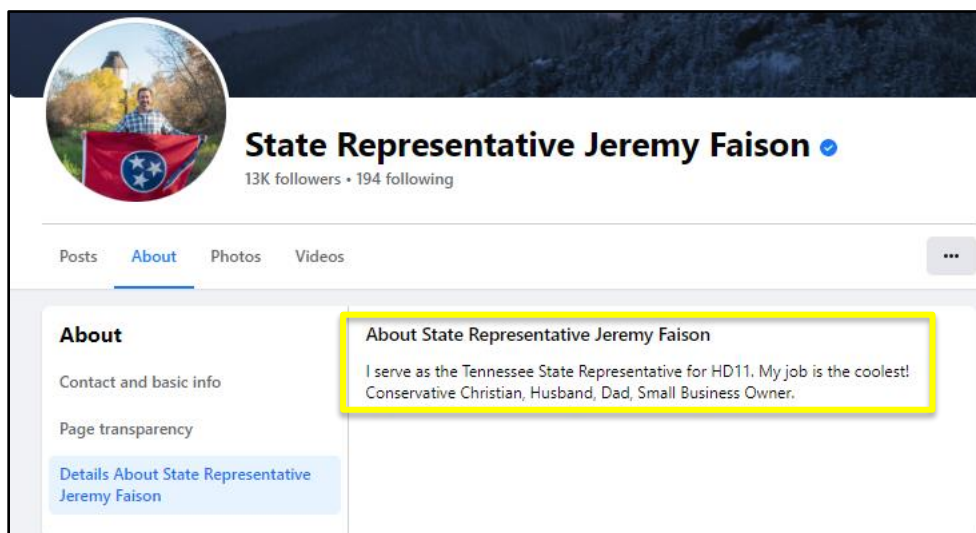 State Representative Jeremy Faison
13K followers • 194 following
Posts About Photos Videos
About
Contact and basic info
Page transparency
Details About State Representative
Jeremy Faison
About State Representative Jeremy Faison
I serve as the Tennessee State Representative for HD11. My job is the coolest!
Conservative Christian, Husband, Dad, Small Business Owner.